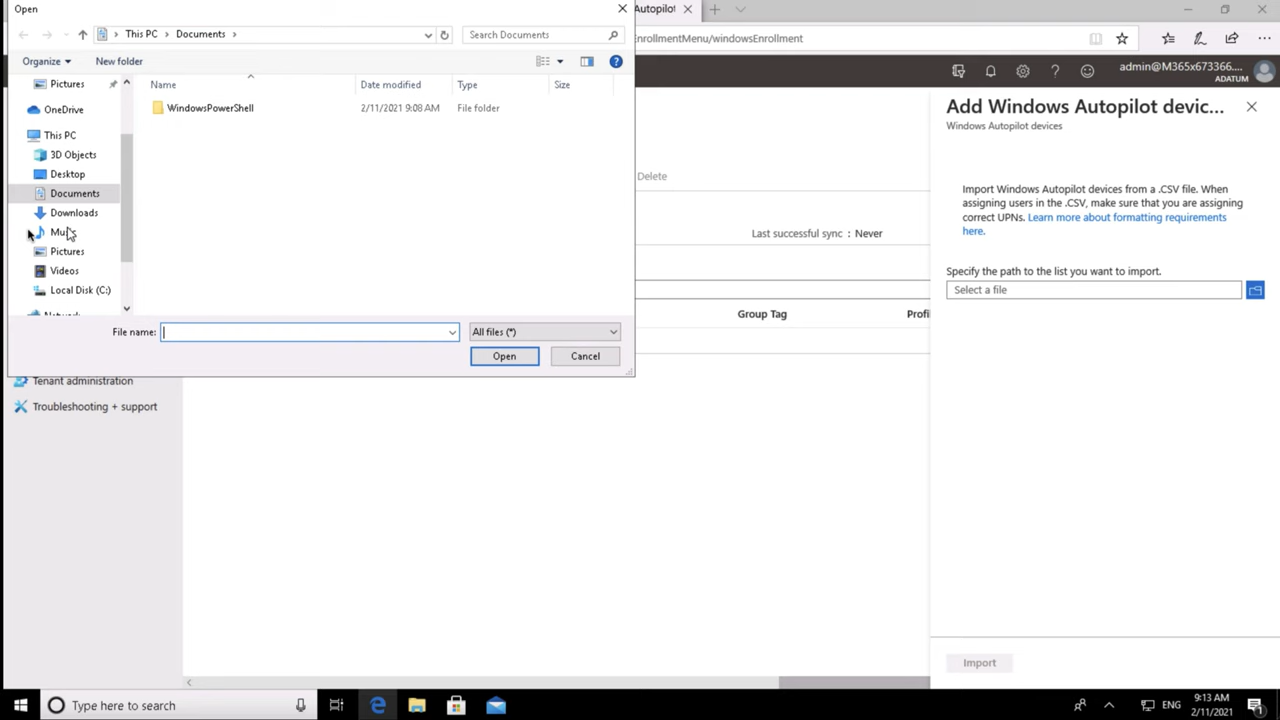 Open
This PC
Documents
Search Documents
Organize
New folder
Pictures
OneDrive
This PC
3D Objects
Desktop
Documents
Downloads
Pictures
Videos
Local Disk (C:)
Name
Date modified
Type
Size
WindowsPowerShell
2/11/2021 9:08 AM
File folder
File name:
All files (*)
Open
Cancel
Autopilot
EnrollmentMenu/windowsEnrollment
admin@M365x673366....
ADATUM
Delete
Last successful sync : Never
Group Tag
Profi
Tenant administration
Troubleshooting + support
Add Windows Autopilot devic...
Windows Autopilot devices
Import Windows Autopilot devices from a .CSV file. When
assigning users in the .CSV, make sure that you are assigning
correct UPNs. Learn more about formatting requirements
here.
Specify the path to the list you want to import.
Select a file
Import
Type here to search
ENG
9:13 AM
2/11/2021
1